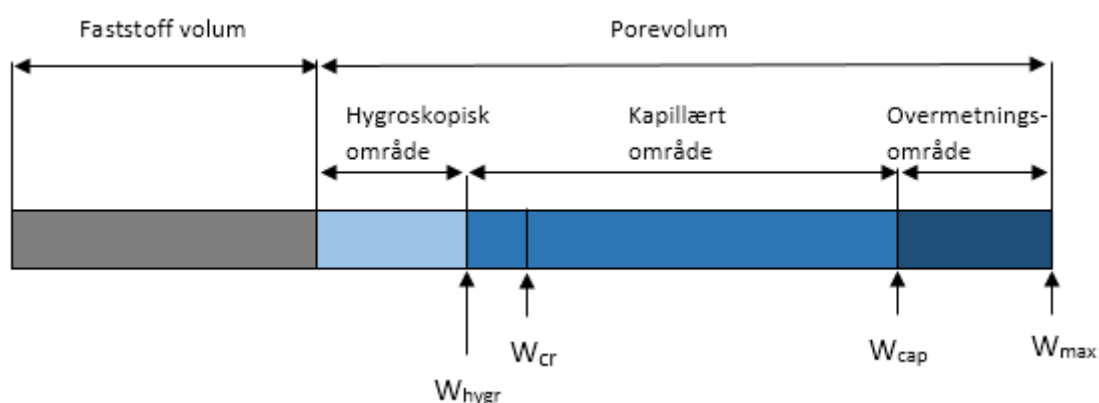 Faststoff volum
Porevolum
Hygroskopisk
område
Kapillært
område
Overmetnings-
område
Wcr
Wcap
Wmax
Whygr